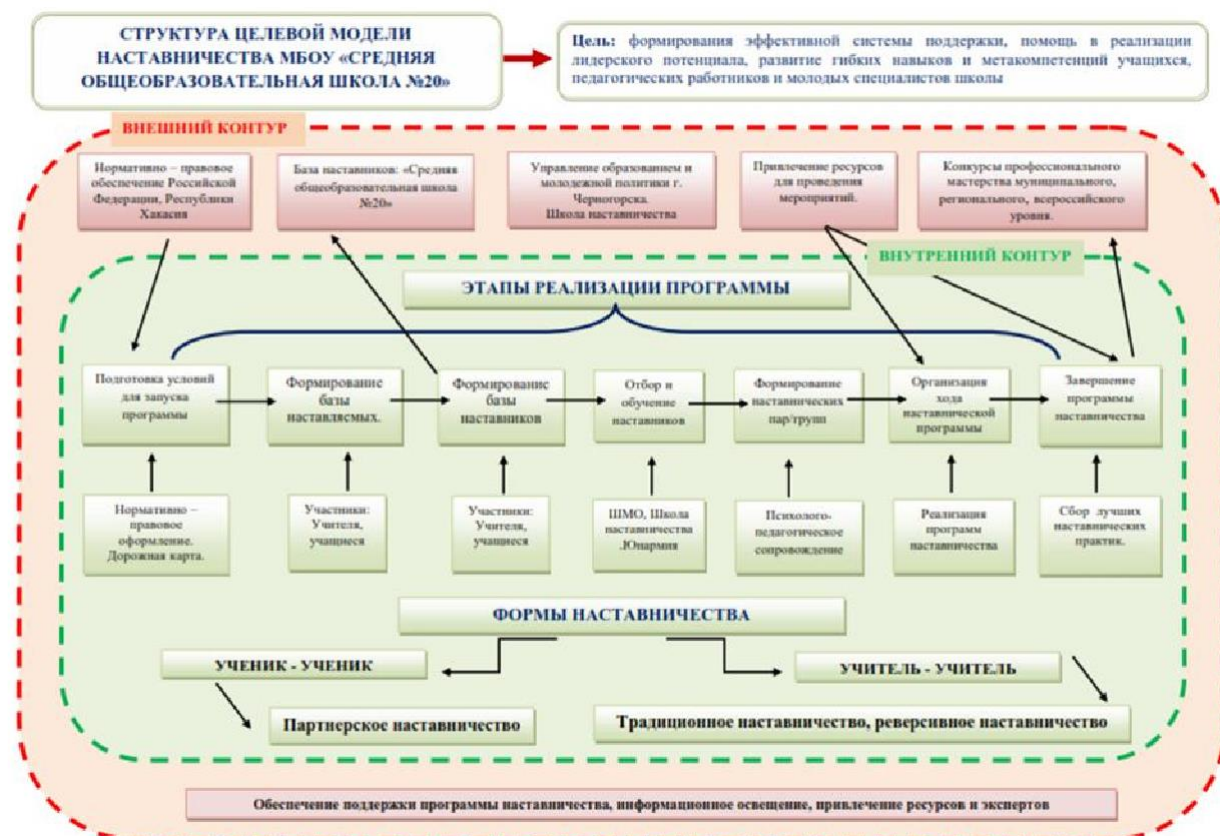 СТРУКТУРА ЦЕЛЕВОЙ МОДЕЛИ
НАСТАВНИЧЕСТВА МБОУ «СРЕДНЯЯ
ОБЩЕОБРАЗОВАТЕЛЬНАЯ ШКОЛА №20»
Цель: формирования эффективной системы поддержки, помощь в реализации
лидерского потенциала, развитие гибких навыков и метакомпетенций учащихся,
педагогических работников и молодых специалистов школы
ВНЕШНИЙ КОНТУР
Нормативно – правовое
обеспечение Российской
Федерации, Республики
Хакасия
База наставников: «Средняя
общеобразовательная школа
№20»
Управление образованием и
молодежной политики г.
Черногорска.
Школа наставничества
Привлечение ресурсов
для проведения
мероприятий.
Конкурсы профессионального
мастерства муниципального,
регионального, всероссийского
уровня.
ВНУТРЕННИЙ КОНТУР
ЭТАПЫ РЕАЛИЗАЦИИ ПРОГРАММЫ
Подготовка условий
для запуска
программы
Формирование
базы
наставляемых.
Формирование
базы
наставников
Отбор и
обучение
наставников
Формирование
наставнических
пар/групп
Организация
хода
наставнической
программы
Завершение
программы
наставничества
Нормативно –
правовое
оформление.
Дорожная карта.
Участники:
Учителя,
учащиеся
Участники:
Учителя,
учащиеся
ШМО, Школа
наставничества
.Юнармия
Психолого-
педагогическое
сопровождение
Реализация
программ
наставничества
Сбор лучших
наставнических
практик.
ФОРМЫ НАСТАВНИЧЕСТВА
УЧЕНИК - УЧЕНИК
УЧИТЕЛЬ - УЧИТЕЛЬ
Партнерское наставничество
Традиционное наставничество, реверсивное наставничество
Обеспечение поддержки программы наставничества, информационное освещение, привлечение ресурсов и экспертов